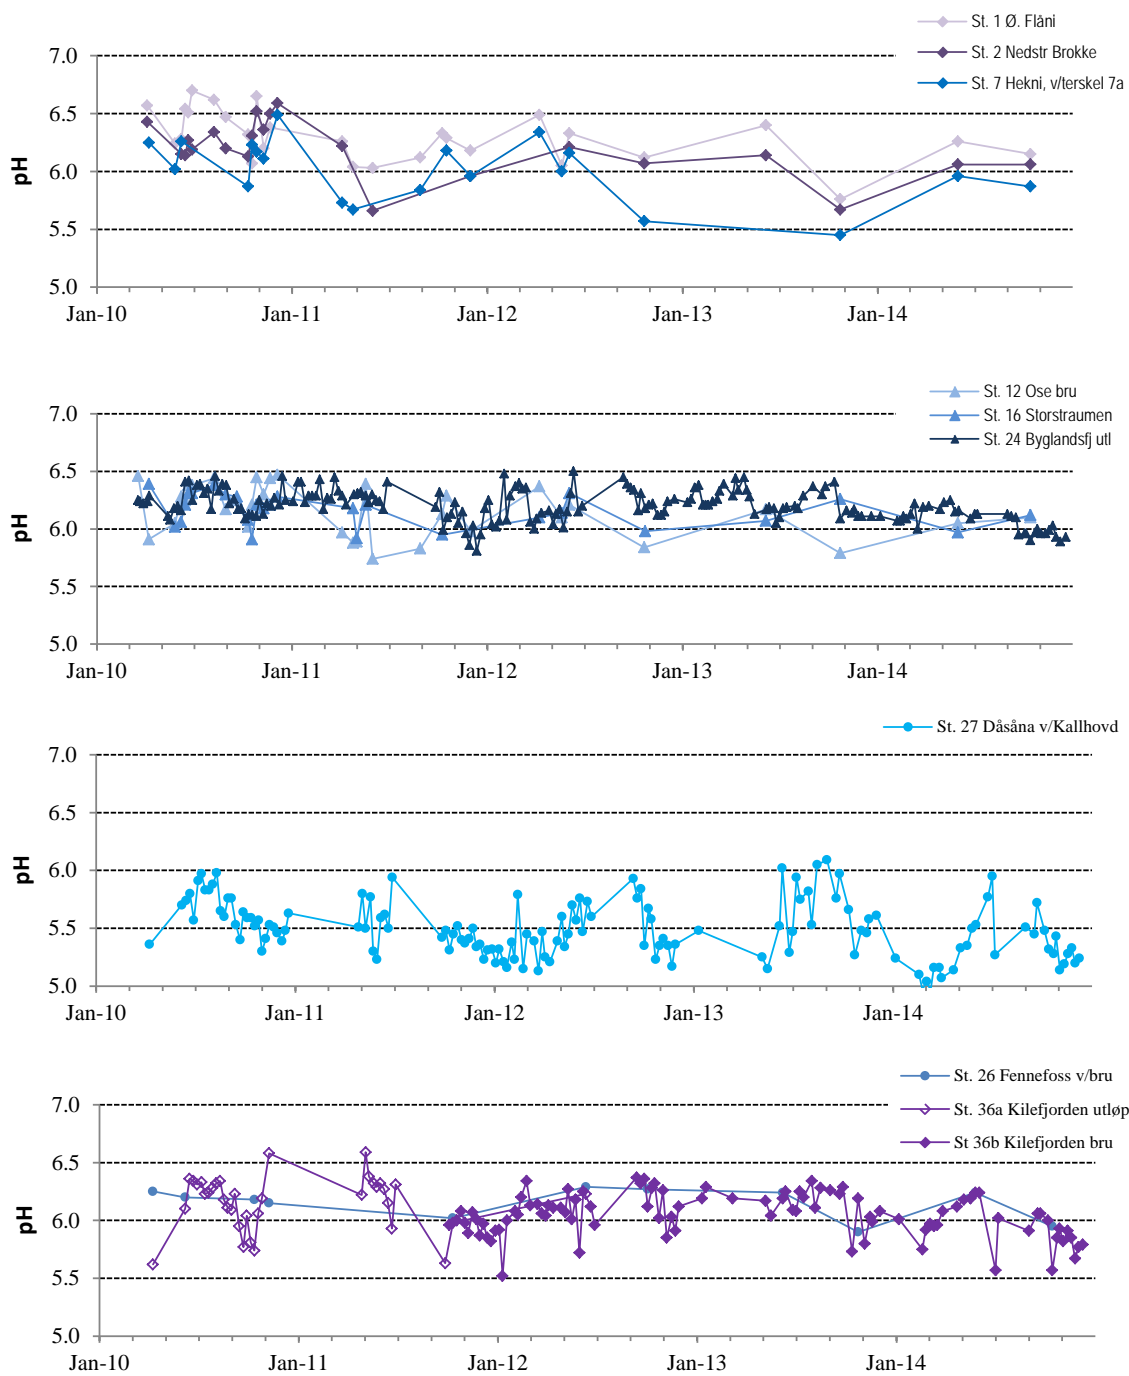 St. 1 Ø. Flåni
St. 2 Nedstr Brokke
St. 7 Hekni, v/terskel 7a
pH
7.0
6.5
6.0
5.5
5.0
Jan-10 Jan-11 Jan-12 Jan-13 Jan-14
St. 12 Ose bru
St. 16 Storstraumen
St. 24 Byglandsfj utl
pH
7.0
6.5
6.0
5.5
5.0
Jan-10 Jan-11 Jan-12 Jan-13 Jan-14
St. 27 Dåsåna v/Kallhovd
pH
7.0
6.5
6.0
5.5
5.0
Jan-10 Jan-11 Jan-12 Jan-13 Jan-14
St. 26 Fennefoss v/bru
St. 36a Kilefjorden utløp
St 36b Kilefjorden bru
pH
7.0
6.5
6.0
5.5
5.0
Jan-10 Jan-11 Jan-12 Jan-13 Jan-14